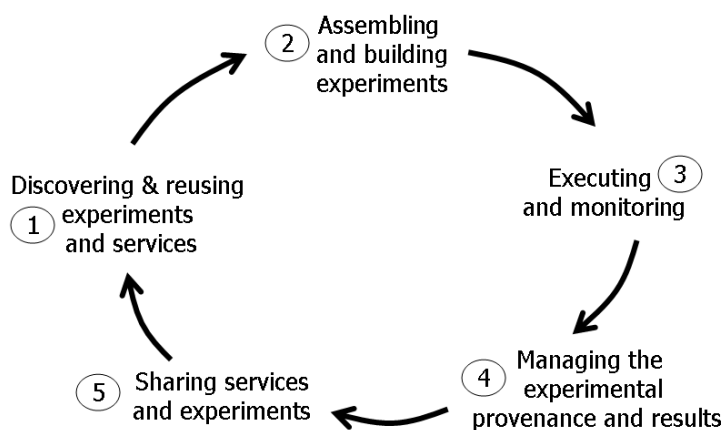 1
Discovering & reusing
experiments
and services
2
Assembling
and building
experiments
3
Executing
and monitoring
4
Managing the
experimental
provenance and results
5
Sharing services
and experiments